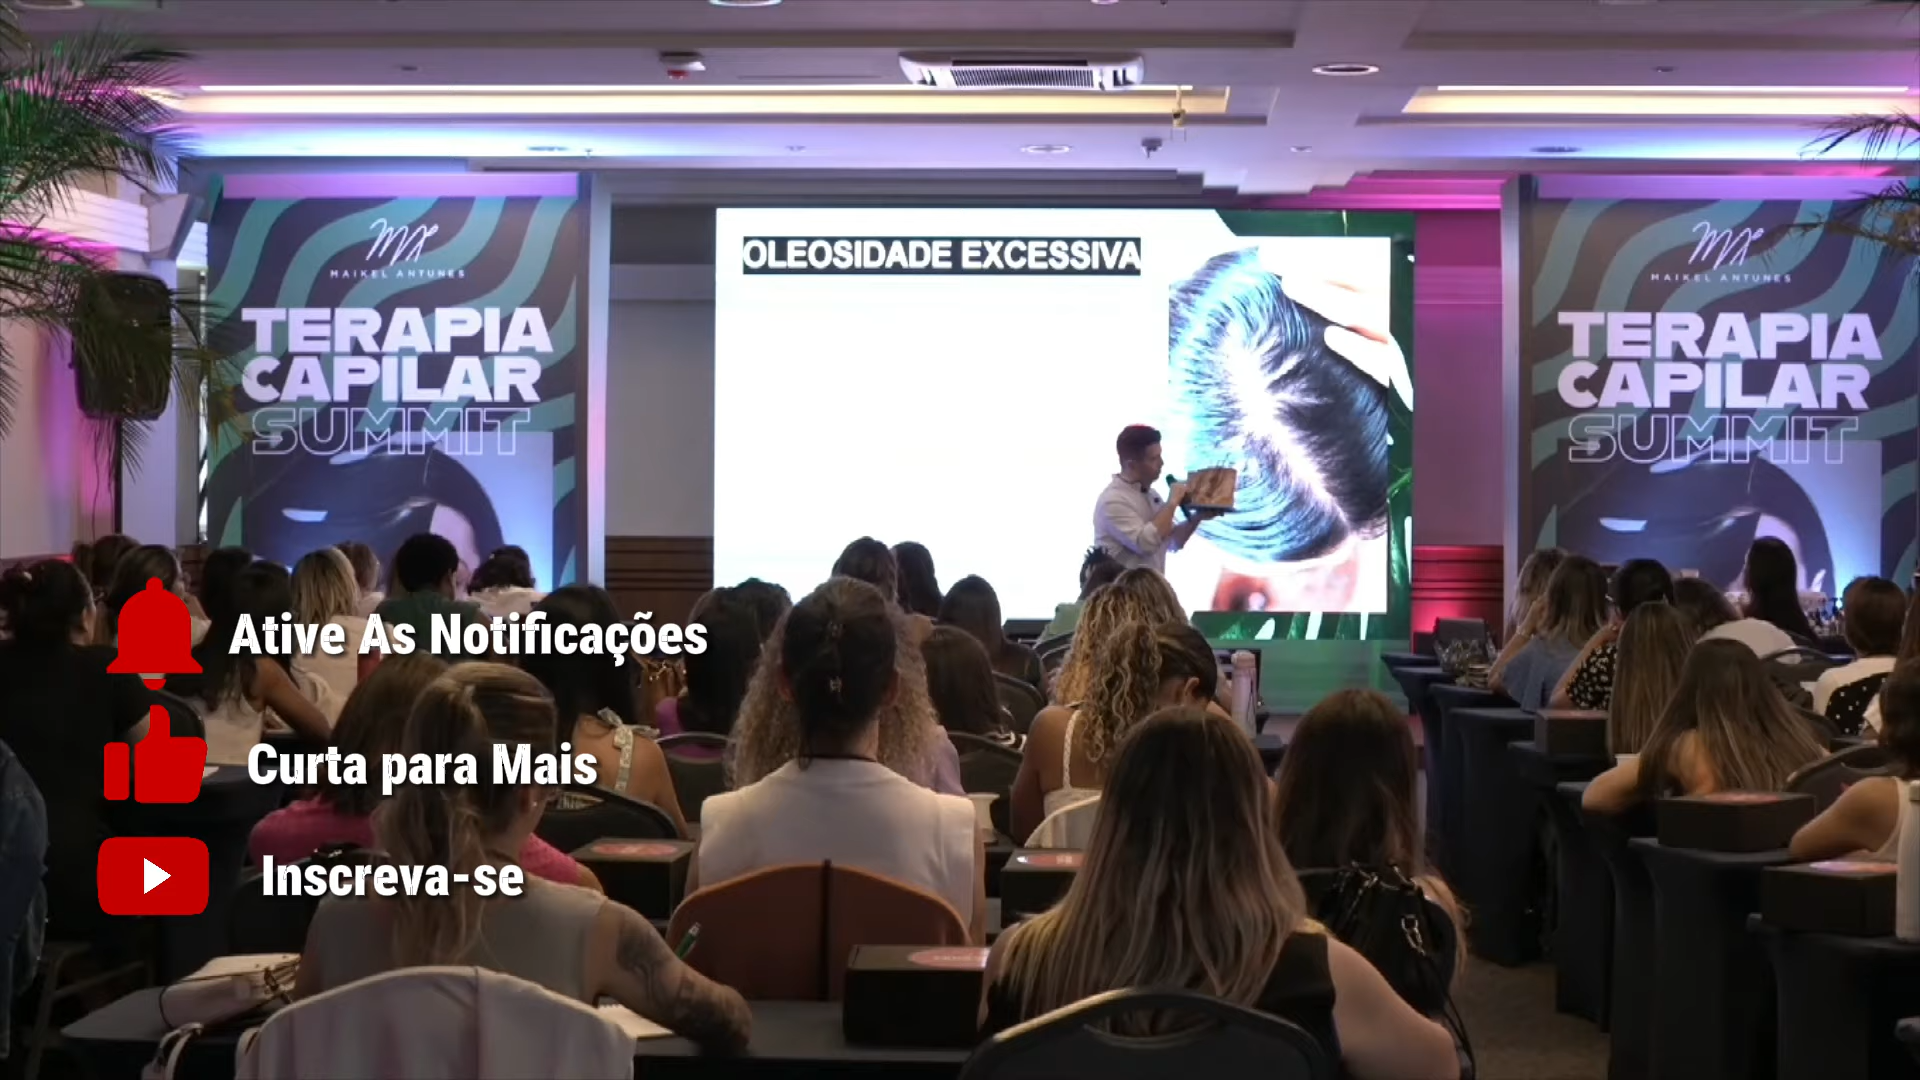 MAIKEL ANTUNES
TERAPIA
CAPILAR
SUMMIT
OLEOSIDADE EXCESSIVA
MAIKEL ANTUNES
TERAPIA
CAPILAR
SUMMIT
Ative As Notificações
Curta para Mais
Inscreva-se